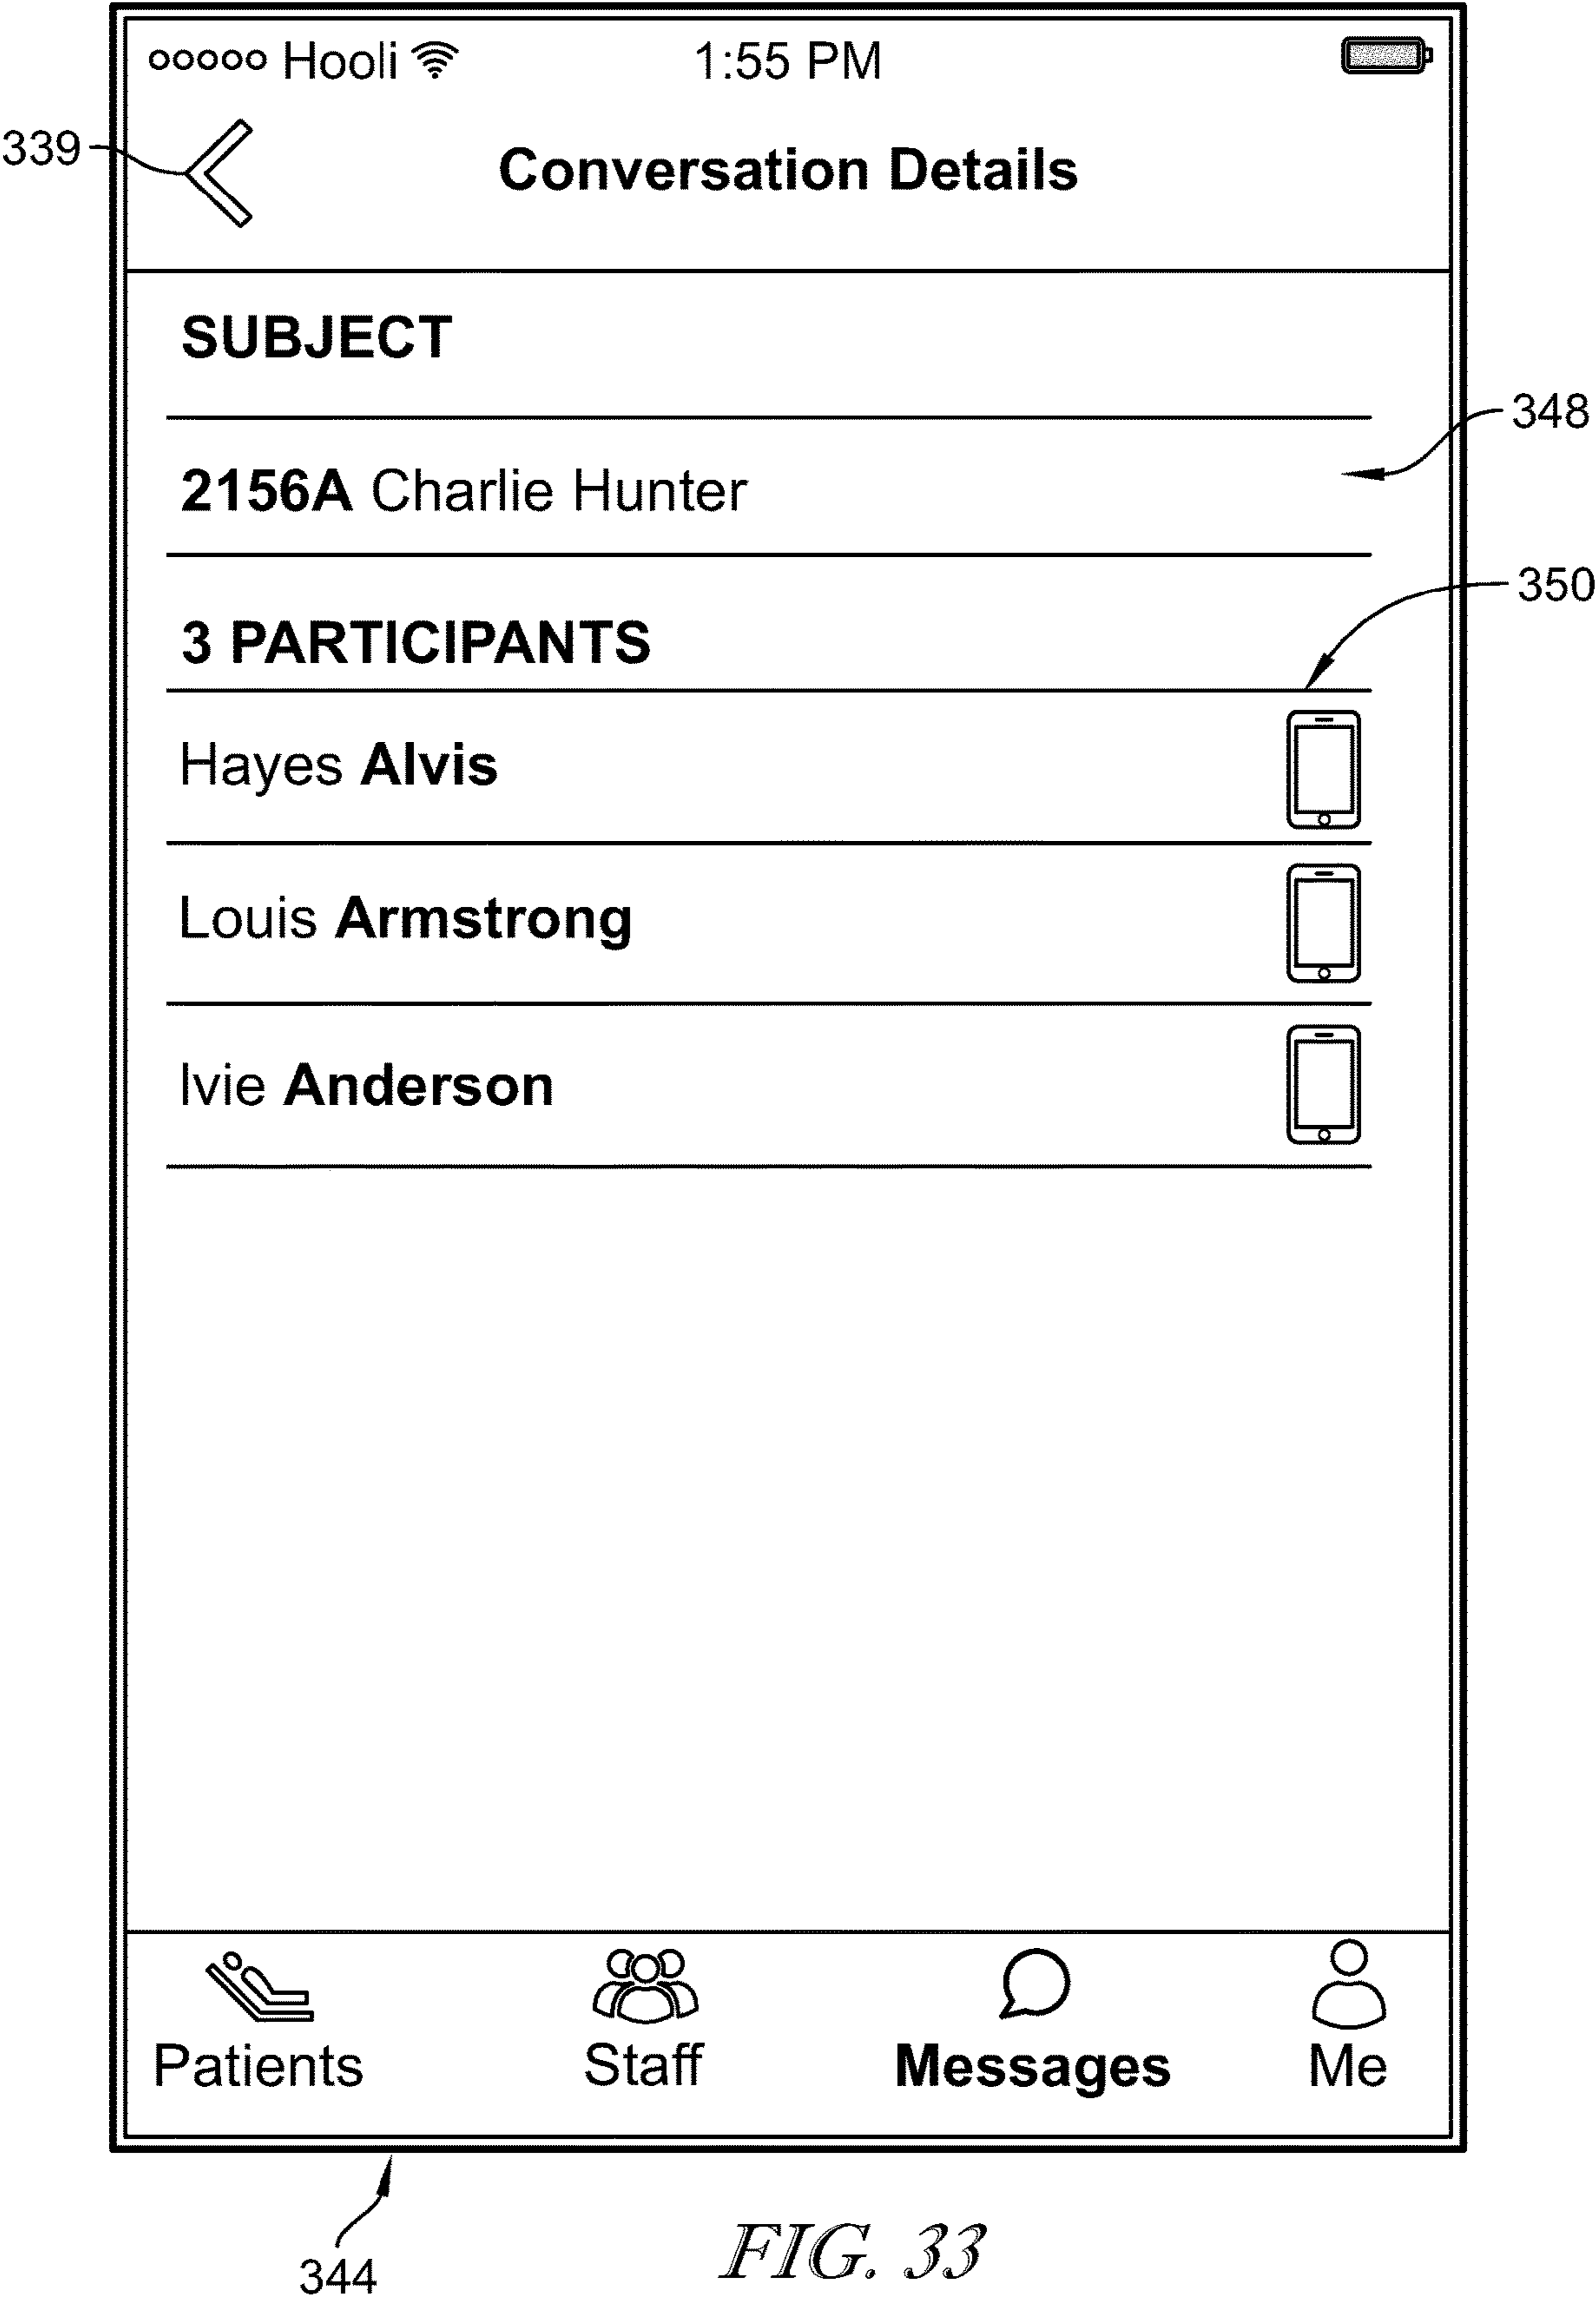 ooooo Hooli 1:55 PM
339
Conversation Details
SUBJECT
348
2156A Charlie Hunter
350
3 PARTICIPANTS
Hayes Alvis
Louis Armstrong
Ivie Anderson
Patients Staff Messages Me
344
FIG. 33